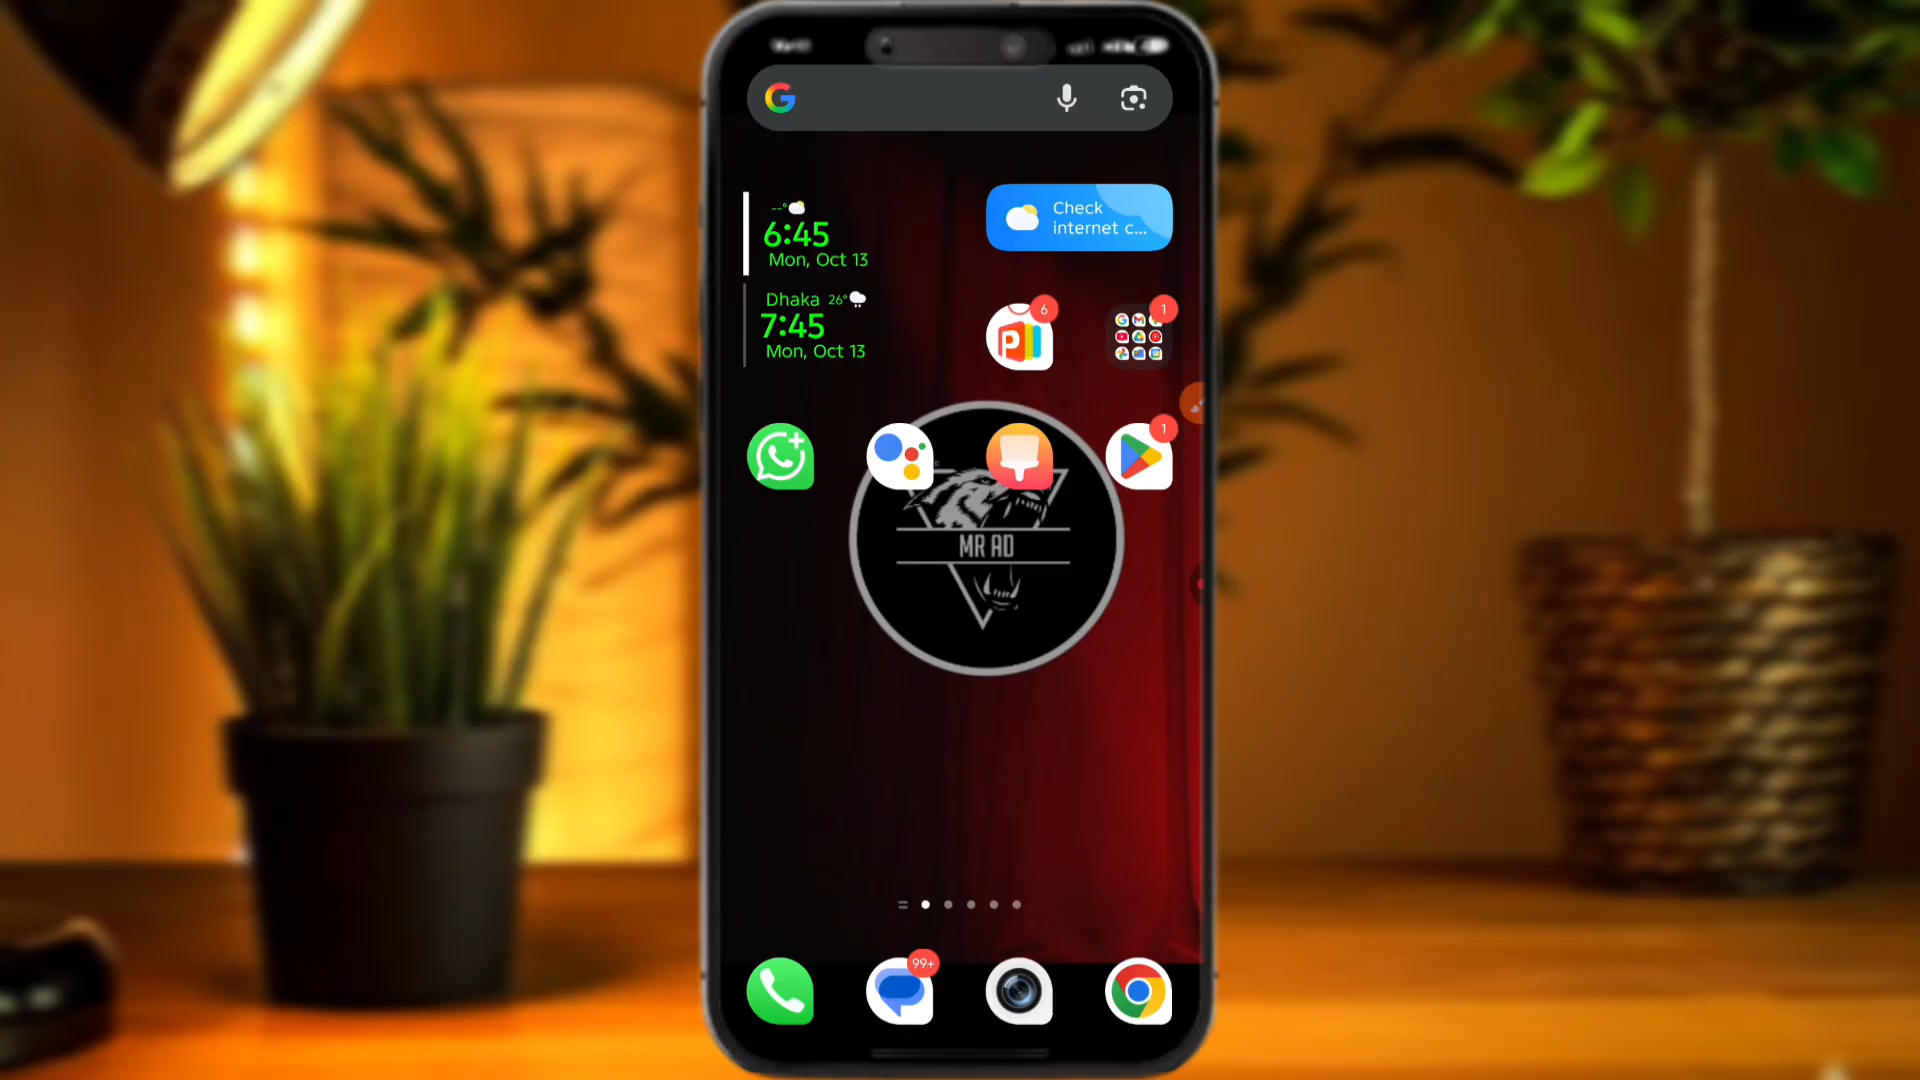 --°
6:45
Mon, Oct 13
Check
internet c...
Dhaka 26°
7:45
Mon, Oct 13
6
1
1
MR AD
99+